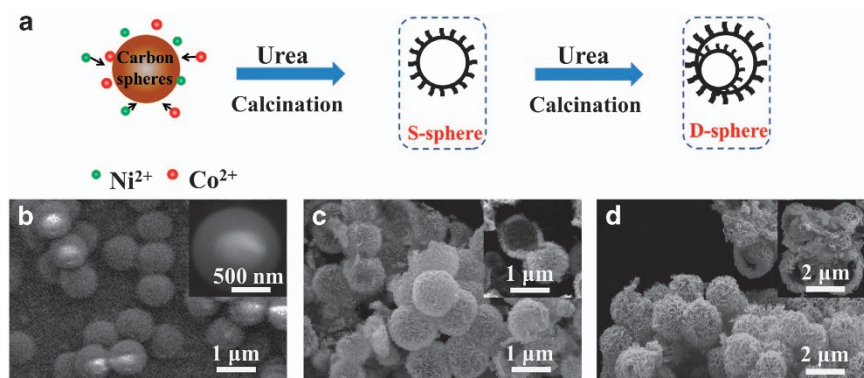 a
Carbon
spheres
Urea
Calcination
S-sphere
Urea
Calcination
D-sphere
Ni²⁺ Co²⁺
b
500 nm
1 µm
c
1 µm
1 µm
d
2 µm
2 µm